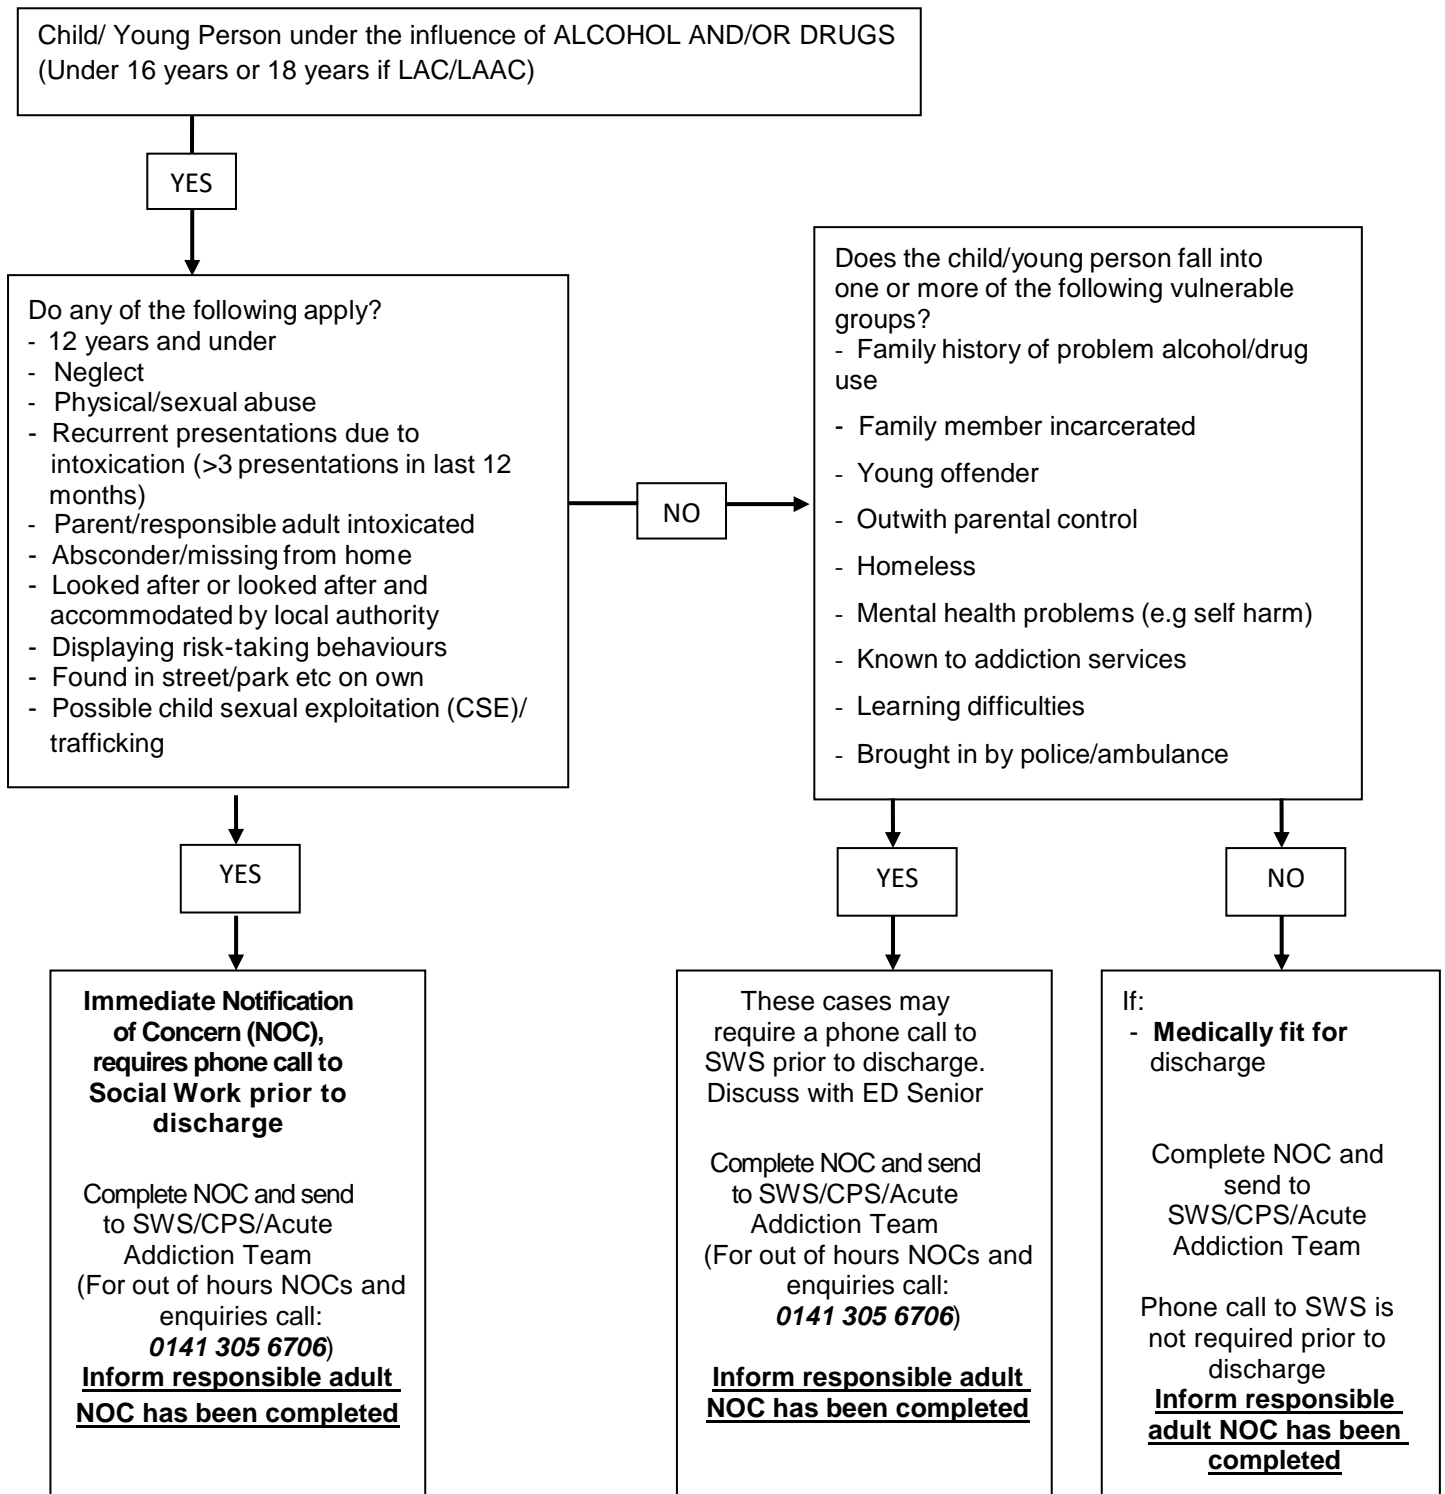 Child/ Young Person under the influence of ALCOHOL AND/OR DRUGS
(Under 16 years or 18 years if LAC/LAAC)
YES
Do any of the following apply?
- 12 years and under
- Neglect
- Physical/sexual abuse
- Recurrent presentations due to
intoxication (>3 presentations in last 12
months)
- Parent/responsible adult intoxicated
- Absconder/missing from home
- Looked after or looked after and
accommodated by local authority
- Displaying risk-taking behaviours
- Found in street/park etc on own
- Possible child sexual exploitation (CSE)/
trafficking
NO
Does the child/young person fall into
one or more of the following vulnerable
groups?
- Family history of problem alcohol/drug
use
- Family member incarcerated
- Young offender
- Outwith parental control
- Homeless
- Mental health problems (e.g self harm)
- Known to addiction services
- Learning difficulties
- Brought in by police/ambulance
YES
YES
NO
Immediate Notification
of Concern (NOC),
requires phone call to
Social Work prior to
discharge
Complete NOC and send
to SWS/CPS/Acute
Addiction Team
(For out of hours NOCs and
enquiries call:
0141 305 6706)
Inform responsible adult
NOC has been completed
These cases may
require a phone call to
SWS prior to discharge.
Discuss with ED Senior
Complete NOC and send
to SWS/CPS/Acute
Addiction Team
(For out of hours NOCs and
enquiries call:
0141 305 6706)
Inform responsible adult
NOC has been completed
If:
- Medically fit for
discharge
Complete NOC and
send to
SWS/CPS/Acute
Addiction Team
Phone call to SWS is
not required prior to
discharge
Inform responsible
adult NOC has been
completed